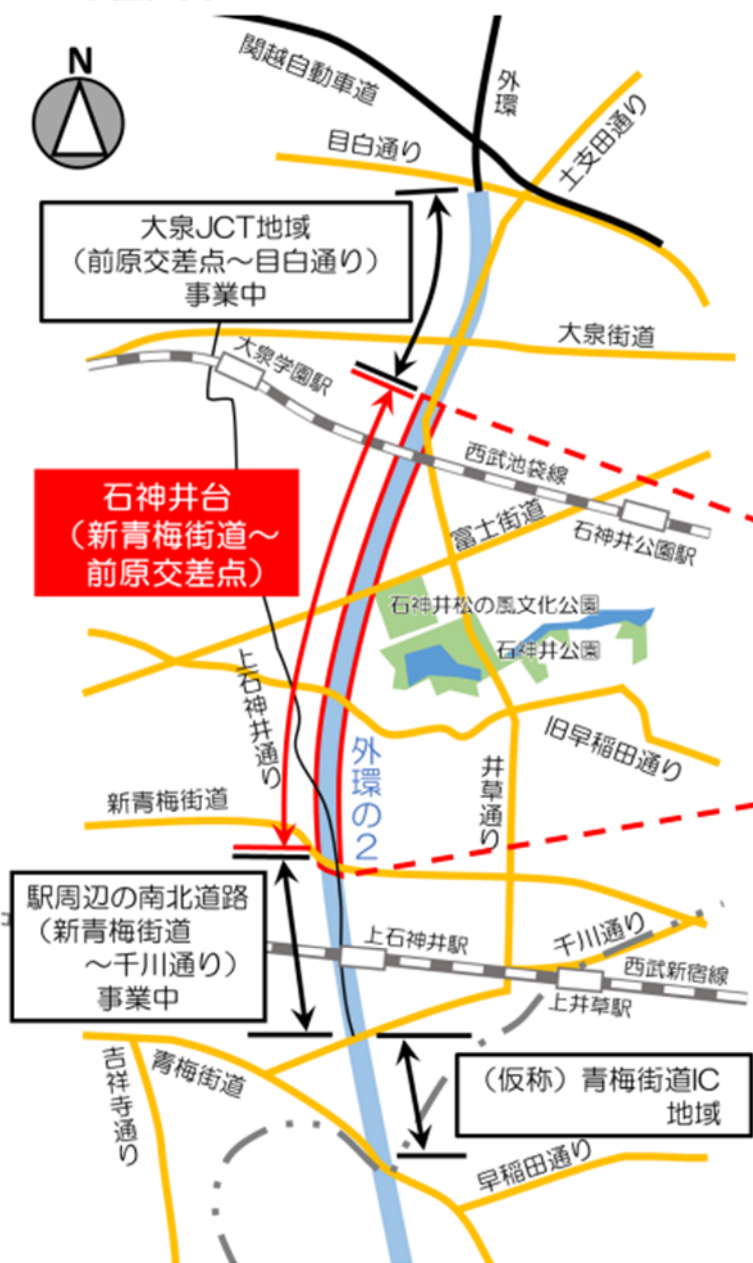 N
関越自動車道
外環
目白通り
土支田通り
大泉JCT地域
（前原交差点～目白通り）
事業中
大泉街道
大泉学園駅
西武池袋線
石神井台
（新青梅街道～
前原交差点）
富士街道
石神井公園駅
石神井松の風文化公園
石神井公園
上石神井通り
旧早稲田通り
外環の2
井草通り
新青梅街道
駅周辺の南北道路
（新青梅街道
～千川通り）
事業中
上石神井駅
千川通り
西武新宿線
上井草駅
吉祥寺通り
青梅街道
（仮称）青梅街道IC
地域
早稲田通り